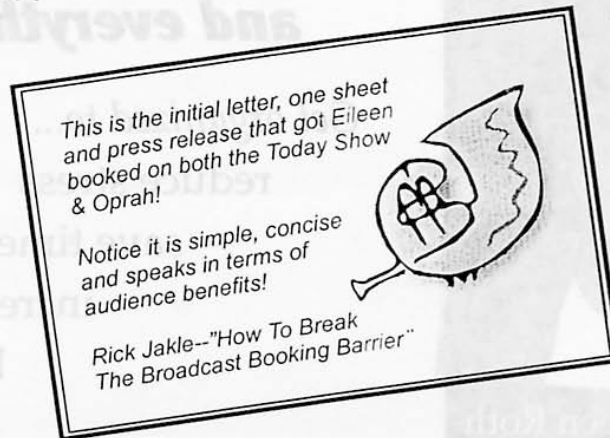 This is the initial letter, one sheet
and press release that got Eileen
booked on both the Today Show
& Oprah!
Notice it is simple, concise
and speaks in terms of
audience benefits!
Rick Jakle--"How To Break
The Broadcast Booking Barrier"